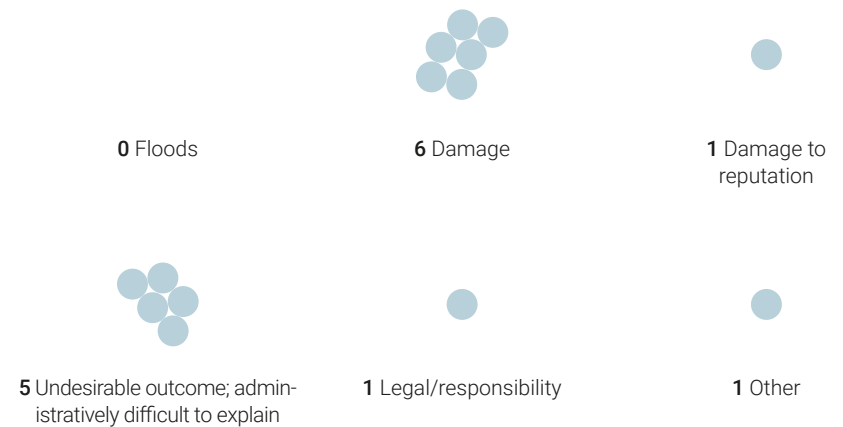 0 Floods
6 Damage
1 Damage to
reputation
5 Undesirable outcome; admin-
istratively difficult to explain
1 Legal/responsibility
1 Other